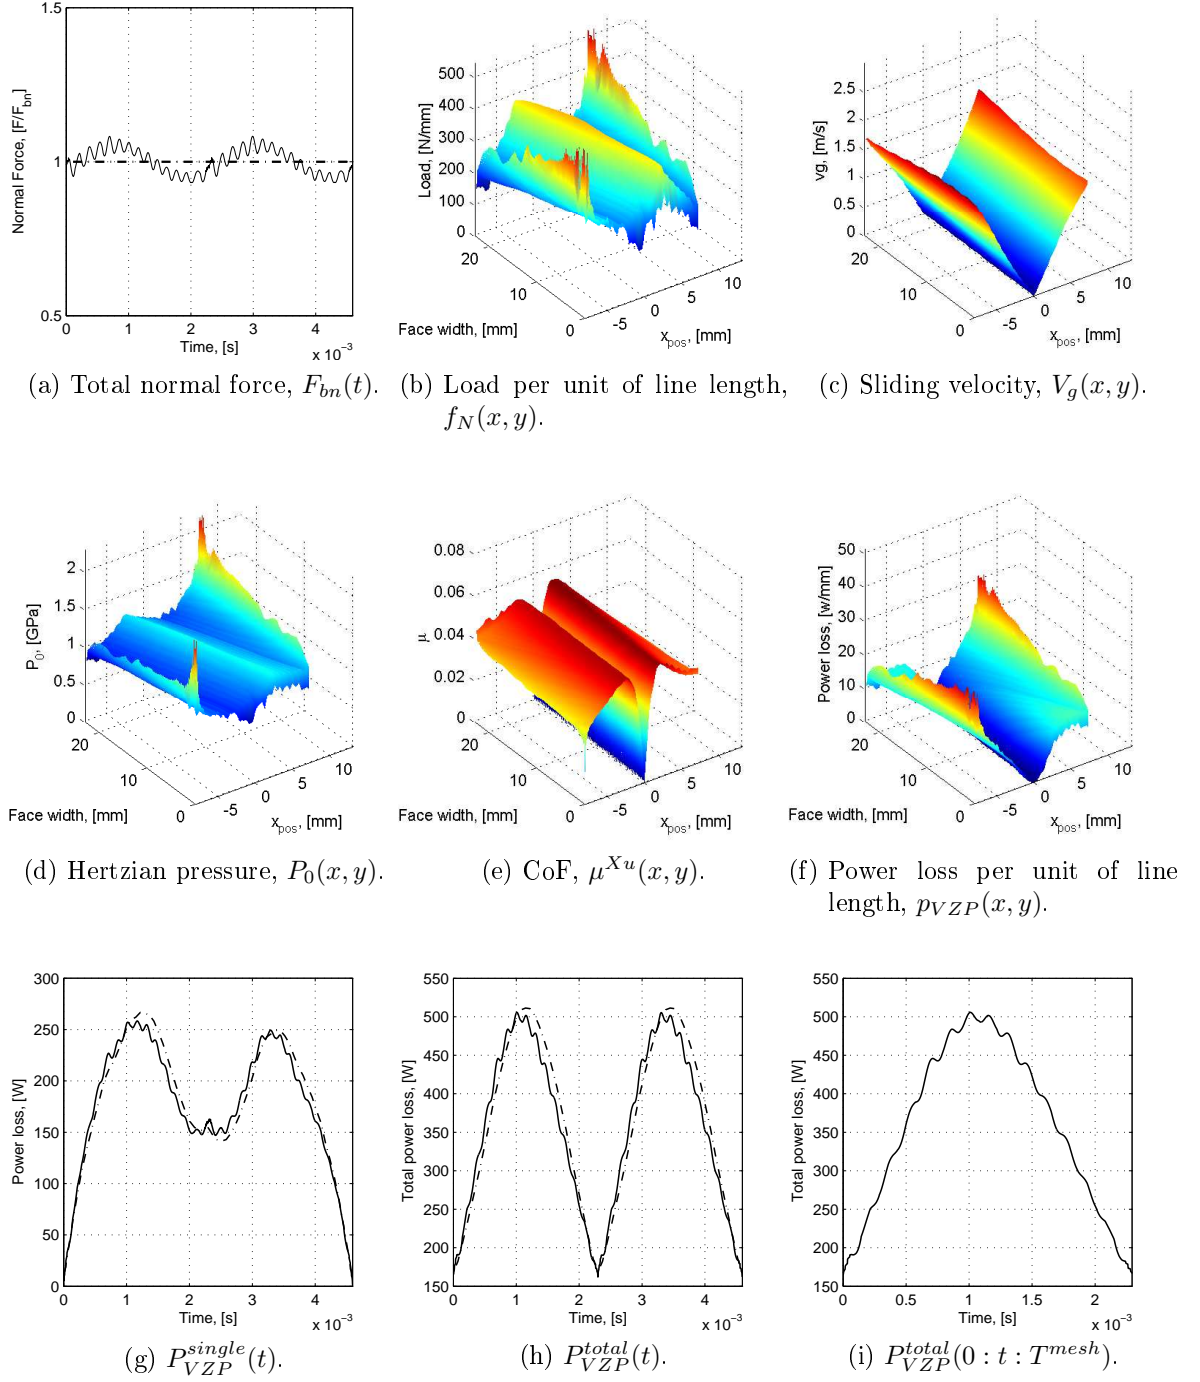 1.5
1
0.5
Normal Force, [F/F_bn]
0 1 2 3 4
Time, [s]
x 10^-3
(a) Total normal force, F_bn(t).
500
400
300
200
100
0
Load, [N/mm]
20
10
0
Face width, [mm]
-5 0 5 10
x_pos, [mm]
(b) Load per unit of line length,
f_N(x, y).
2.5
2
1.5
1
0.5
0
vg, [m/s]
20
10
0
Face width, [mm]
-5 0 5 10
x_pos, [mm]
(c) Sliding velocity, V_g(x, y).
2
1.5
1
0.5
0
P_0, [GPa]
20
10
0
Face width, [mm]
-5 0 5 10
x_pos, [mm]
(d) Hertzian pressure, P_0(x, y).
0.08
0.06
0.04
0.02
0
μ
20
10
0
Face width, [mm]
-5 0 5 10
x_pos, [mm]
(e) CoF, μ^Xu(x, y).
50
40
30
20
10
0
Power loss, [w/mm]
20
10
0
Face width, [mm]
-5 0 5 10
x_pos, [mm]
(f) Power loss per unit of line
length, p_VZP(x, y).
300
250
200
150
100
50
0
Power loss, [W]
0 1 2 3 4
Time, [s]
x 10^-3
(g) P_VZP^single(t).
550
500
450
400
350
300
250
200
150
Total power loss, [W]
0 1 2 3 4
Time, [s]
x 10^-3
(h) P_VZP^total(t).
550
500
450
400
350
300
250
200
150
Total power loss, [W]
0 0.5 1 1.5 2
Time, [s]
x 10^-3
(i) P_VZP^total(0 : t : T^mesh).